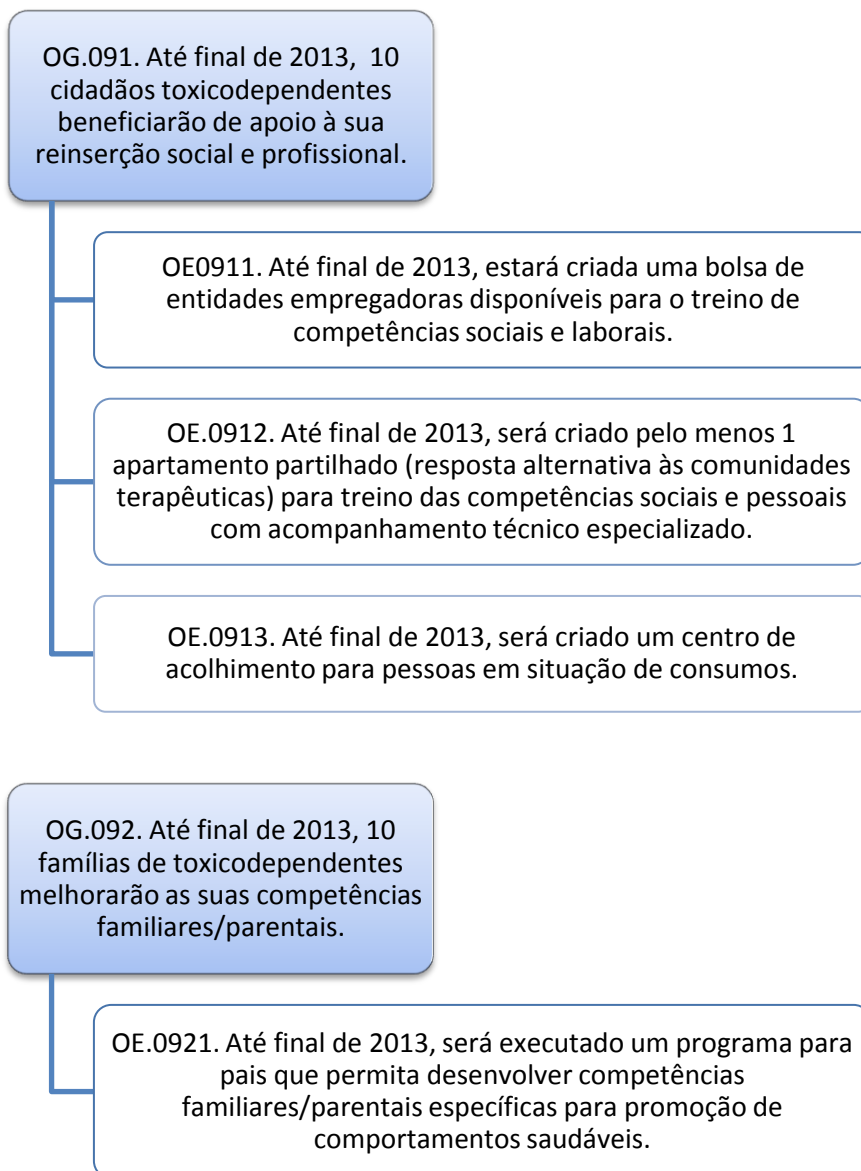 OG.091. Até final de 2013,  10
cidadãos toxicodependentes
beneficiarão de apoio à sua
reinserção social e profissional.
OE0911. Até final de 2013, estará criada uma bolsa de
entidades empregadoras disponíveis para o treino de
competências sociais e laborais.
OE.0912. Até final de 2013, será criado pelo menos 1
apartamento partilhado (resposta alternativa às comunidades
terapêuticas) para treino das competências sociais e pessoais
com acompanhamento técnico especializado.
OE.0913. Até final de 2013, será criado um centro de
acolhimento para pessoas em situação de consumos.
OG.092. Até final de 2013, 10
famílias de toxicodependentes
melhorarão as suas competências
familiares/parentais.
OE.0921. Até final de 2013, será executado um programa para
pais que permita desenvolver competências
familiares/parentais específicas para promoção de
comportamentos saudáveis.